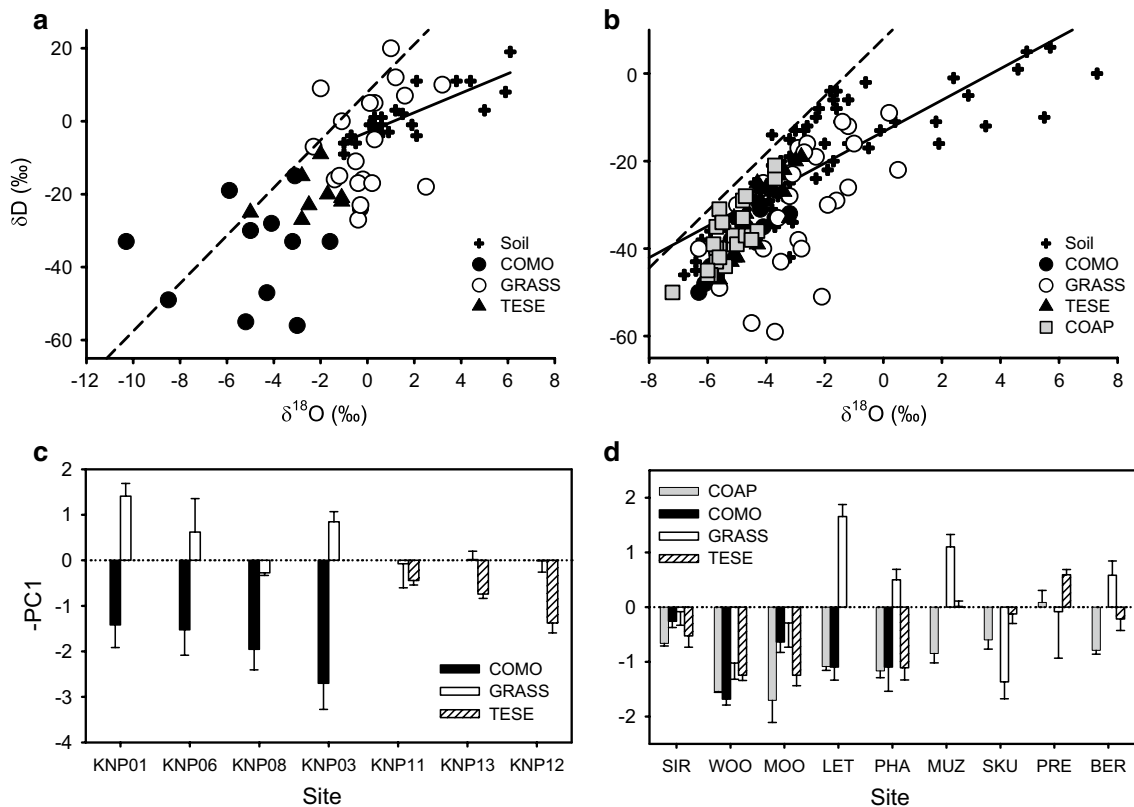 a
20
0
-20
-40
-60
δD (‰)
-12 -10 -8 -6 -4 -2 0 2 4 6 8
δ18O (‰)
Soil
COMO
GRASS
TESE
b
0
-20
-40
-60
-8 -6 -4 -2 0 2 4 6 8
δ18O (‰)
Soil
COMO
GRASS
TESE
COAP
c
2
1
0
-1
-2
-3
-4
-PC1
COMO
GRASS
TESE
KNP01 KNP06 KNP08 KNP03 KNP11 KNP13 KNP12
Site
d
2
1
0
-1
-2
COAP
COMO
GRASS
TESE
SIR WOO MOO LET PHA MUZ SKU PRE BER
Site